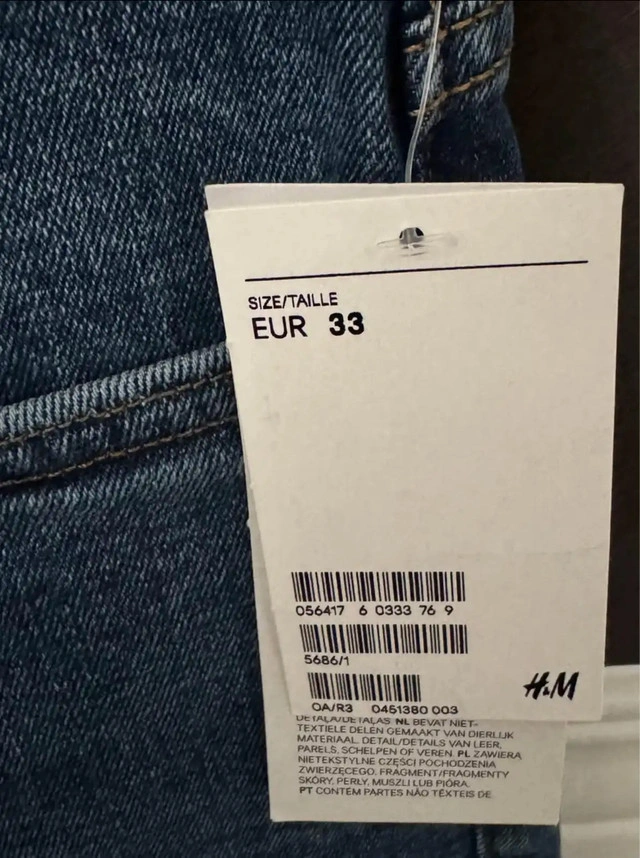 SIZE/TAILLE
EUR 33
056417 6 0333 76 9
5686/1
OA/R3 0451380 003
H&M
DETAĻA/DETAĻAS NL BEVAT NIET-
TEXTIELE DELEN GEMAAKT VAN DIERLIJK
MATERIAAL. DETAIL/DETAILS VAN LEER,
PARELS, SCHELPEN OF VEREN. PL ZAWIERA
NIETEKSTYLNE CZĘŚCI POCHODZENIA
ZWIERZĘCEGO. FRAGMENT/FRAGMENTY
SKÓRY, PERŁY, MUSZLI LUB PIÓRA.
PT CONTÉM PARTES NÃO TÊXTEIS DE